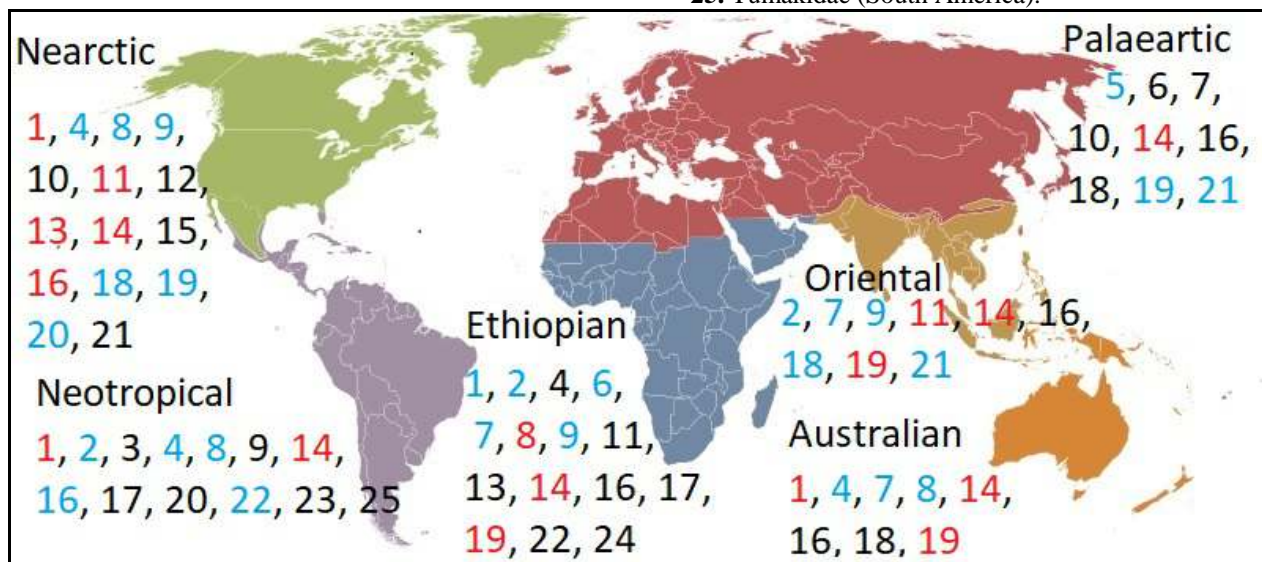 Nearctic
1, 4, 8, 9,
10, 11, 12,
13, 14, 15,
16, 18, 19,
20, 21
Neotropical
1, 2, 3, 4, 8, 9, 14,
16, 17, 20, 22, 23, 25
Ethiopian
1, 2, 4, 6,
7, 8, 9, 11,
13, 14, 16, 17,
19, 22, 24
Palaeartic
5, 6, 7,
10, 14, 16,
18, 19, 21
Oriental
2, 7, 9, 11, 14, 16,
18, 19, 21
Australian
1, 4, 7, 8, 14,
16, 18, 19